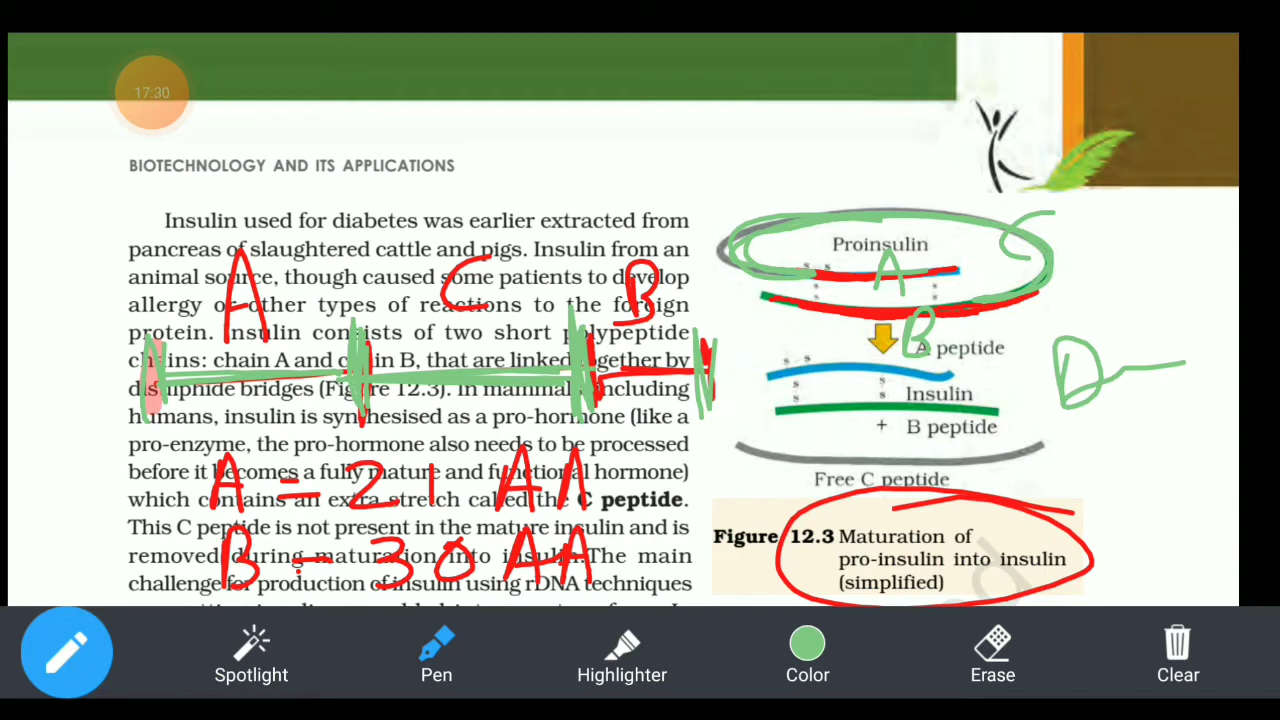 17:30
BIOTECHNOLOGY AND ITS APPLICATIONS
Insulin used for diabetes was earlier extracted from
pancreas of slaughtered cattle and pigs. Insulin from an
animal source, though caused some patients to develop
allergy or other types of reactions to the foreign
protein. Insulin consists of two short polypeptide
chains: chain A and chain B, that are linked together by
disulphide bridges (Figure 12.3). In mammals, including
humans, insulin is synthesised as a pro-hormone (like a
pro-enzyme, the pro-hormone also needs to be processed
before it becomes a fully mature and functional hormone)
which contains an extra stretch called the C peptide.
This C peptide is not present in the mature insulin and is
removed during maturation into insulin. The main
challenge for production of insulin using rDNA techniques
A
C
B
A = 21 AA
B = 30 AA
C
Proinsulin
s s
A
s
s
s
s
B
A peptide
s s
s
s
s
s
Insulin
+ B peptide
Free C peptide
D
Figure 12.3 Maturation of
pro-insulin into insulin
(simplified)
Spotlight
Pen
Highlighter
Color
Erase
Clear